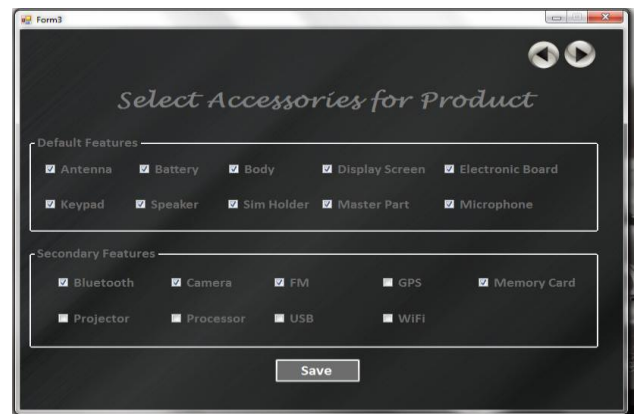 Form3
Select Accessories for Product
Default Features
Antenna Battery Body Display Screen Electronic Board
Keypad Speaker Sim Holder Master Part Microphone
Secondary Features
Bluetooth Camera FM GPS Memory Card
Projector Processor USB WiFi
Save